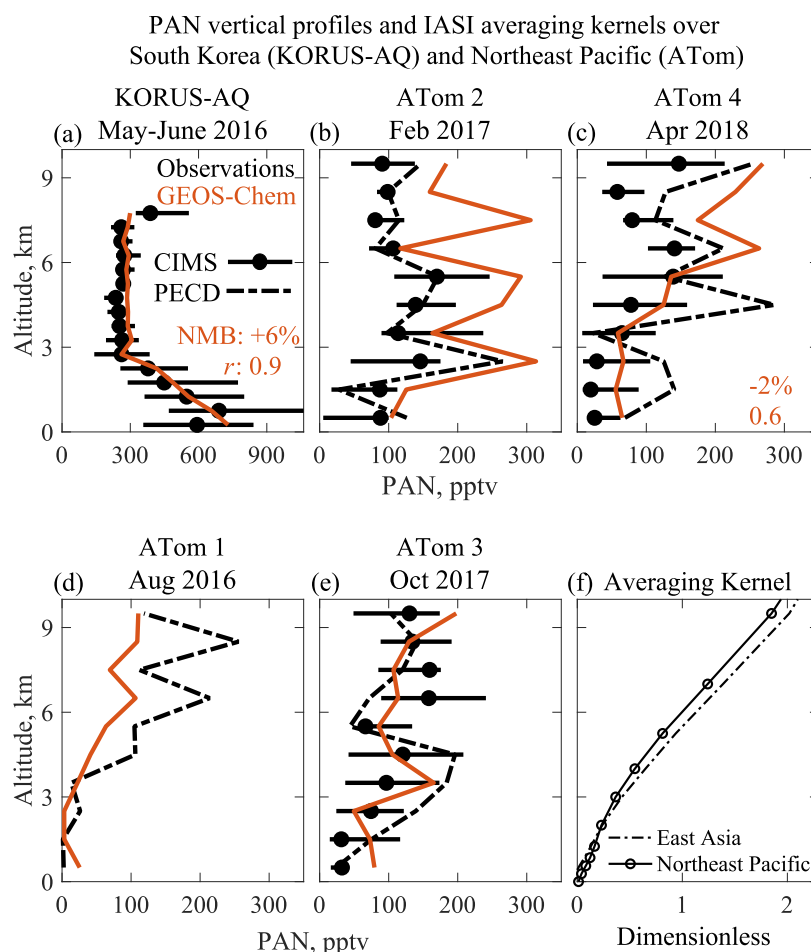 PAN vertical profiles and IASI averaging kernels over
South Korea (KORUS-AQ) and Northeast Pacific (ATom)
KORUS-AQ
(a) May-June 2016
ATom 2
(b) Feb 2017
ATom 4
(c) Apr 2018
Observations
GEOS-Chem
CIMS
PECD
NMB: +6%
r: 0.9
-2%
0.6
Altitude, km
9
6
3
0
0 300 600 900
0 100 200 300
0 100 200 300
PAN, pptv
PAN, pptv
ATom 1
(d) Aug 2016
ATom 3
(e) Oct 2017
(f) Averaging Kernel
Altitude, km
9
6
3
0
East Asia
Northeast Pacific
0 100 200 300
0 100 200 300
0 1 2
PAN, pptv
Dimensionless